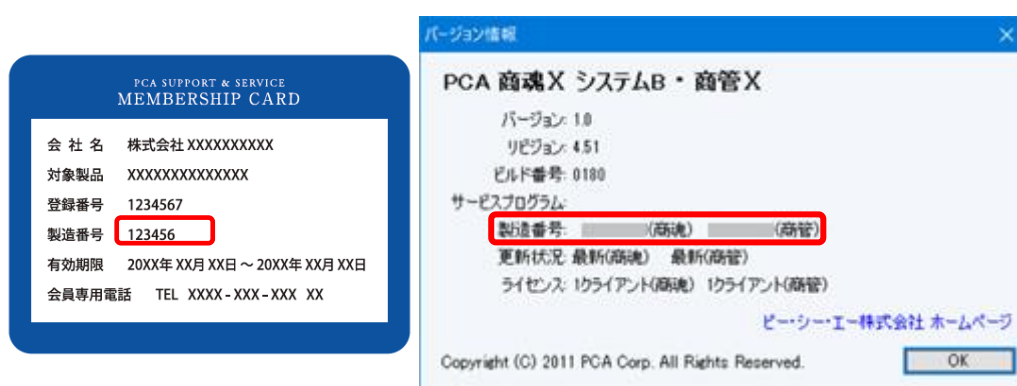 PCA SUPPORT & SERVICE
MEMBERSHIP CARD
会 社 名 株式会社 XXXXXXXXXX
対象製品 XXXXXXXXXXXXXX
登録番号 1234567
製造番号 123456
有効期限 20XX年 XX月 XX日 ～ 20XX年 XX月 XX日
会員専用電話 TEL XXXX - XXX - XXX XX
バージョン情報
PCA 商魂X システムB・商管X
バージョン: 1.0
リビジョン: 4.51
ビルド番号: 0180
サービスプログラム:
製造番号: (商魂) (商管)
更新状況: 最新(商魂) 最新(商管)
ライセンス: 1クライアント(商魂) 1クライアント(商管)
ピー・シー・エー株式会社 ホームページ
Copyright (C) 2011 PCA Corp. All Rights Reserved.
OK